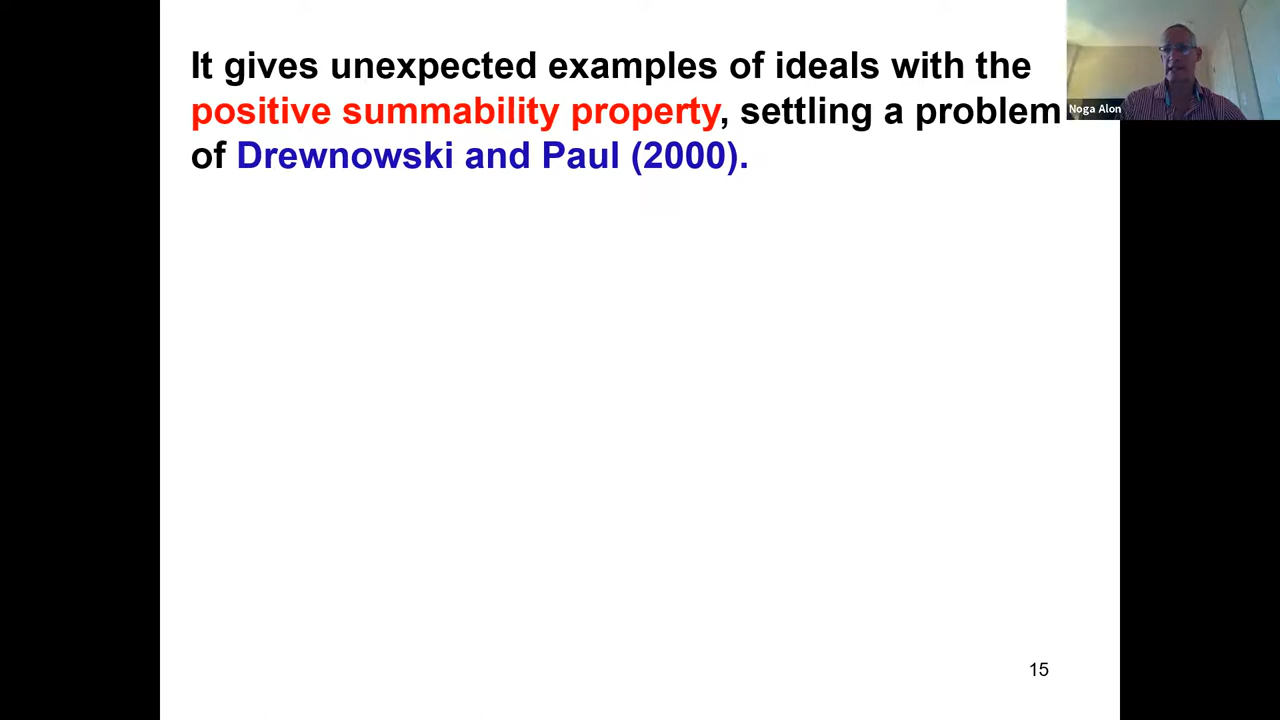 It gives unexpected examples of ideals with the
positive summability property, settling a problem
of Drewnowski and Paul (2000).
Noga Alon
15